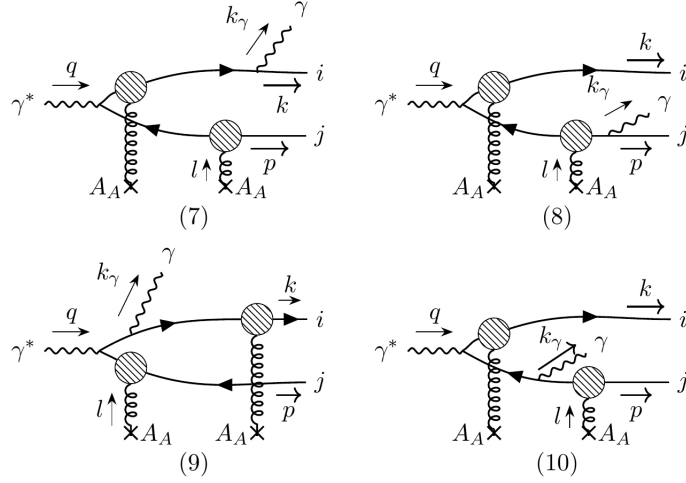 k_γ γ
q
γ* i
k
j
l p
A_A A_A
(7)
k
q
γ* i
k_γ γ
j
l p
A_A A_A
(8)
γ
k_γ k
q
γ* i
j
l p
A_A A_A
(9)
k
q
γ* i
k_γ γ
j
l p
A_A A_A
(10)